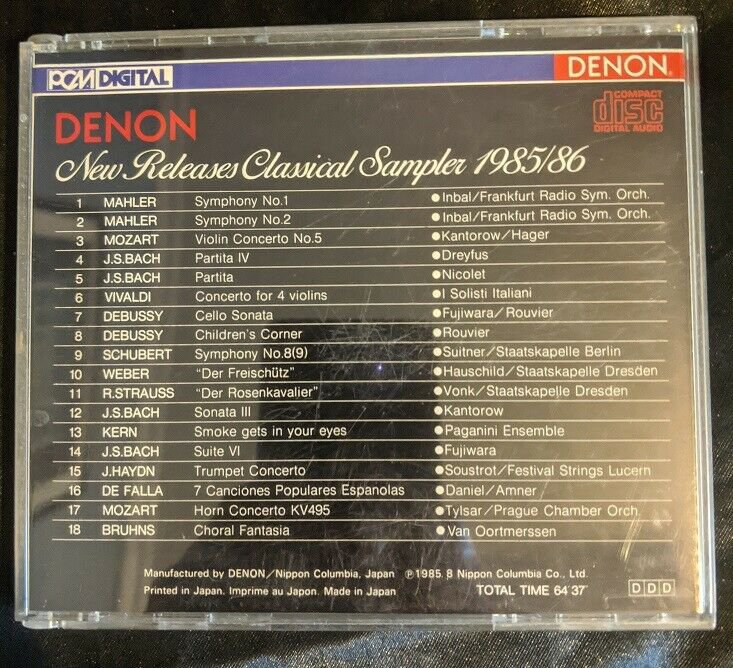 PCM DIGITAL
DENON
DENON
COMPACT disc DIGITAL AUDIO
New Releases Classical Sampler 1985/86
1 MAHLER Symphony No.1 ●Inbal/Frankfurt Radio Sym. Orch.
2 MAHLER Symphony No.2 ●Inbal/Frankfurt Radio Sym. Orch.
3 MOZART Violin Concerto No.5 ●Kantorow/Hager
4 J.S.BACH Partita IV ●Dreyfus
5 J.S.BACH Partita ●Nicolet
6 VIVALDI Concerto for 4 violins ●I Solisti Italiani
7 DEBUSSY Cello Sonata ●Fujiwara/Rouvier
8 DEBUSSY Children's Corner ●Rouvier
9 SCHUBERT Symphony No.8(9) ●Suitner/Staatskapelle Berlin
10 WEBER "Der Freischütz" ●Hauschild/Staatskapelle Dresden
11 R.STRAUSS "Der Rosenkavalier" ●Vonk/Staatskapelle Dresden
12 J.S.BACH Sonata III ●Kantorow
13 KERN Smoke gets in your eyes ●Paganini Ensemble
14 J.S.BACH Suite VI ●Fujiwara
15 J.HAYDN Trumpet Concerto ●Soustrot/Festival Strings Lucern
16 DE FALLA 7 Canciones Populares Espanolas ●Daniel/Amner
17 MOZART Horn Concerto KV495 ●Tylsar/Prague Chamber Orch.
18 BRUHNS Choral Fantasia ●Van Oortmerssen
Manufactured by DENON/Nippon Columbia, Japan ℗1985. 8 Nippon Columbia Co., Ltd.
Printed in Japan. Imprime au Japon. Made in Japan TOTAL TIME 64'37" DDD